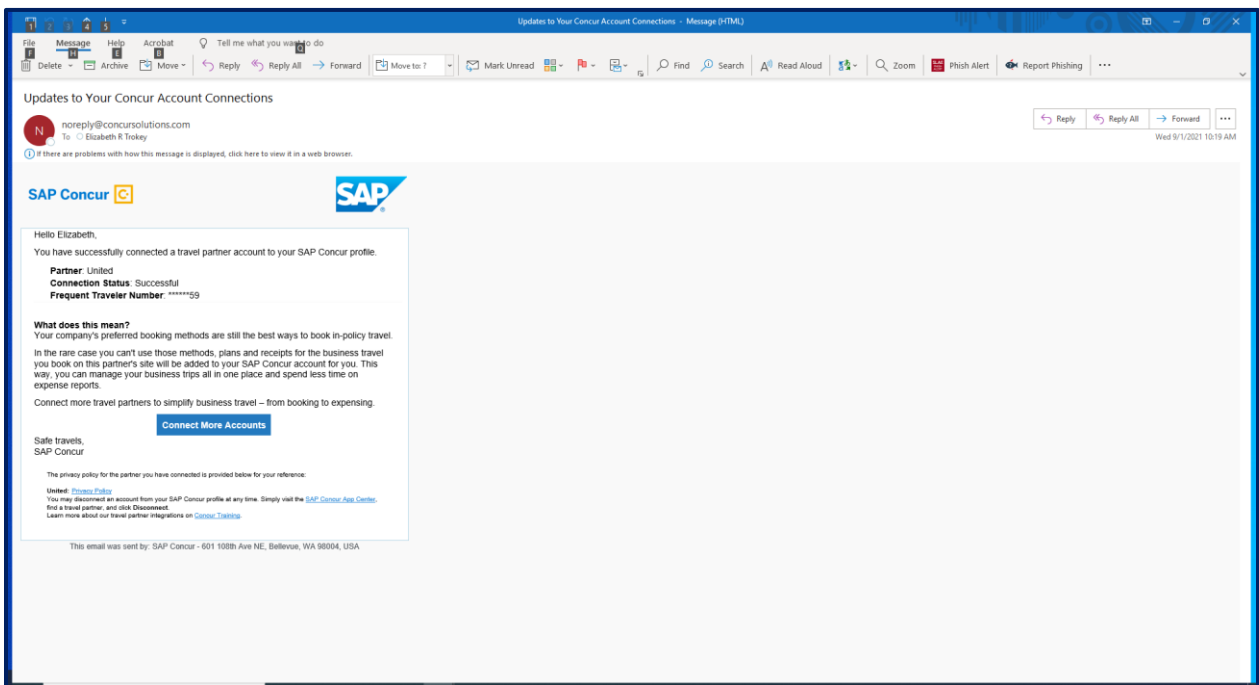 Updates to Your Concur Account Connections - Message (HTML)
1 2 3 4 5
File Message Help Acrobat Tell me what you want to do
F H E B Q
Delete Archive Move Reply Reply All Forward Move to: ? Mark Unread Find Search Read Aloud Zoom Phish Alert Report Phishing ...
Updates to Your Concur Account Connections
N
noreply@concursolutions.com
To Elizabeth R Trokey
Reply Reply All Forward ...
Wed 9/1/2021 10:19 AM
If there are problems with how this message is displayed, click here to view it in a web browser.
SAP Concur C
SAP
Hello Elizabeth,
You have successfully connected a travel partner account to your SAP Concur profile.
Partner: United
Connection Status: Successful
Frequent Traveler Number: ******59
What does this mean?
Your company's preferred booking methods are still the best ways to book in-policy travel.
In the rare case you can't use those methods, plans and receipts for the business travel
you book on this partner's site will be added to your SAP Concur account for you. This
way, you can manage your business trips all in one place and spend less time on
expense reports.
Connect more travel partners to simplify business travel – from booking to expensing.
Connect More Accounts
Safe travels,
SAP Concur
The privacy policy for the partner you have connected is provided below for your reference:
United: Privacy Policy
You may disconnect an account from your SAP Concur profile at any time. Simply visit the SAP Concur App Center,
find a travel partner, and click Disconnect.
Learn more about our travel partner integrations on Concur Training.
This email was sent by: SAP Concur - 601 108th Ave NE, Bellevue, WA 98004, USA